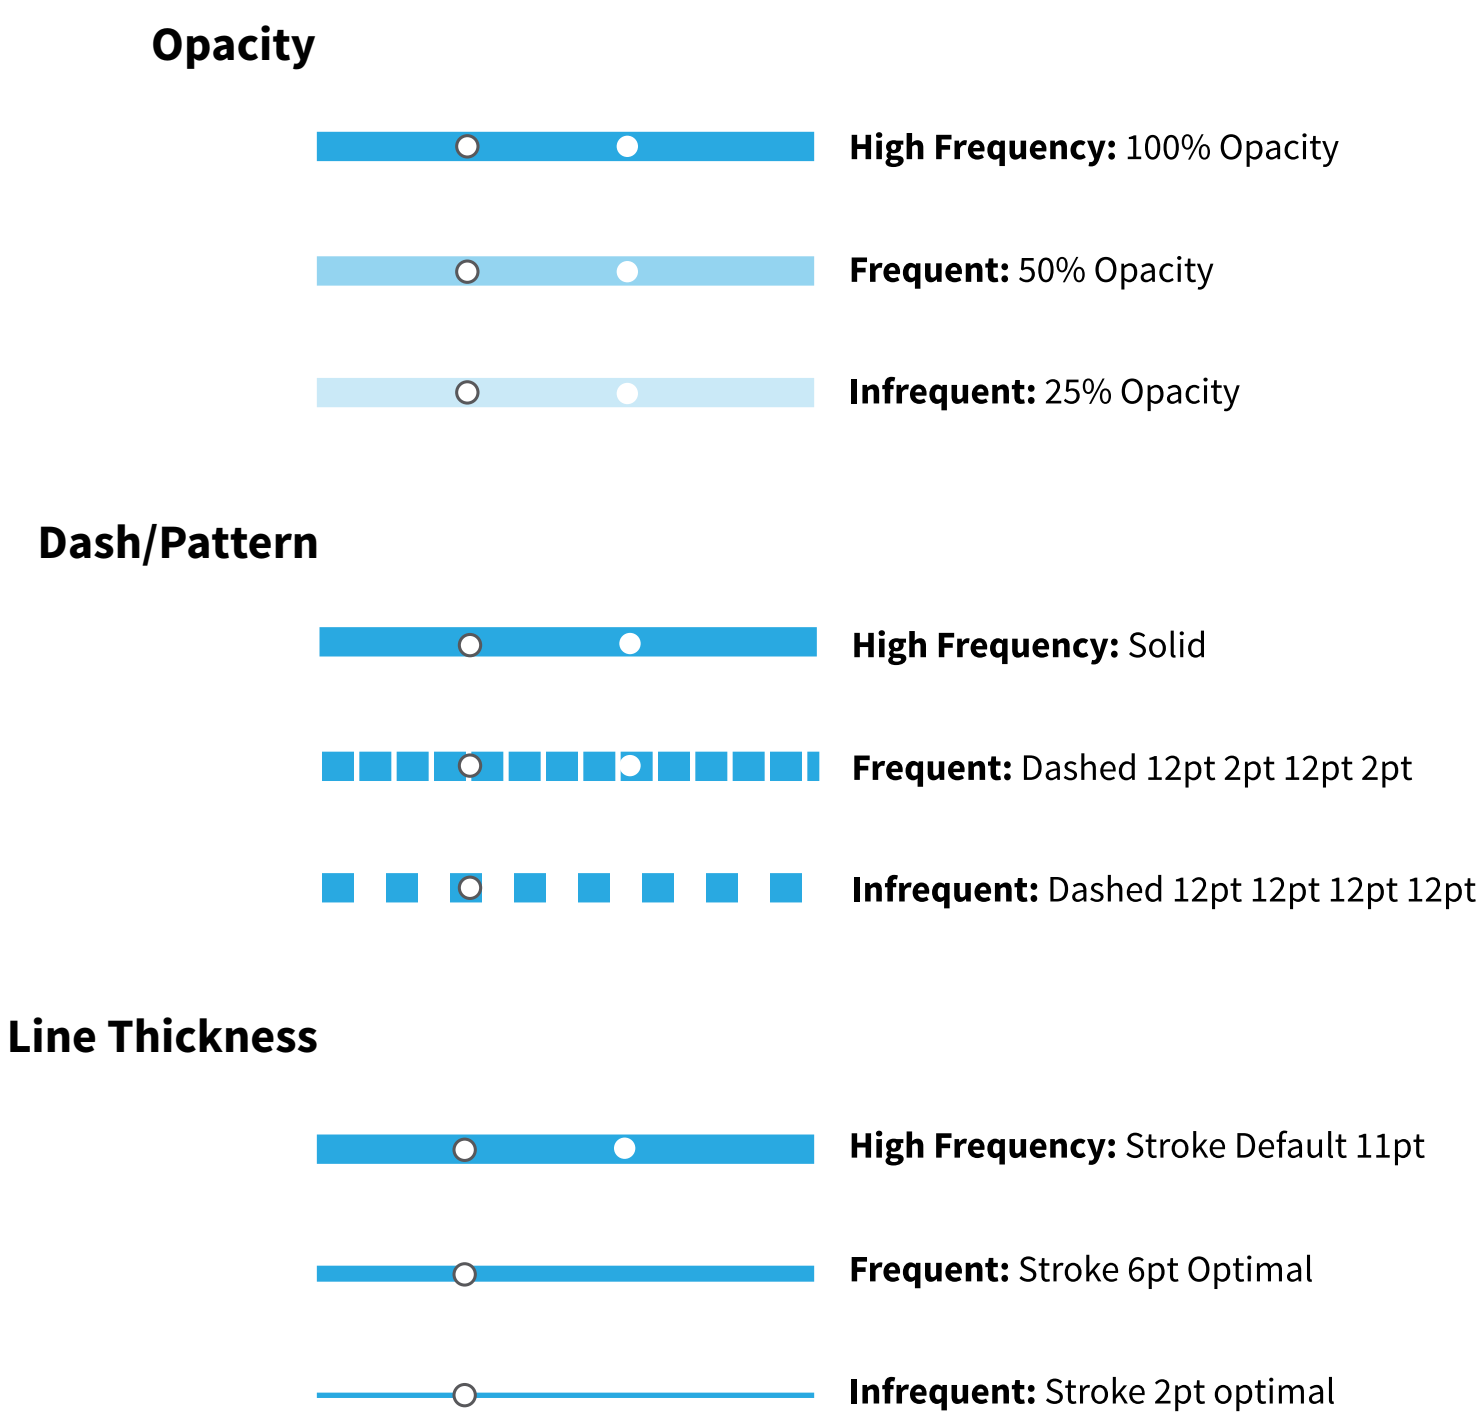 Opacity
High Frequency: 100% Opacity
Frequent: 50% Opacity
Infrequent: 25% Opacity
Dash/Pattern
High Frequency: Solid
Frequent: Dashed 12pt 2pt 12pt 2pt
Infrequent: Dashed 12pt 12pt 12pt 12pt
Line Thickness
High Frequency: Stroke Default 11pt
Frequent: Stroke 6pt Optimal
Infrequent: Stroke 2pt optimal